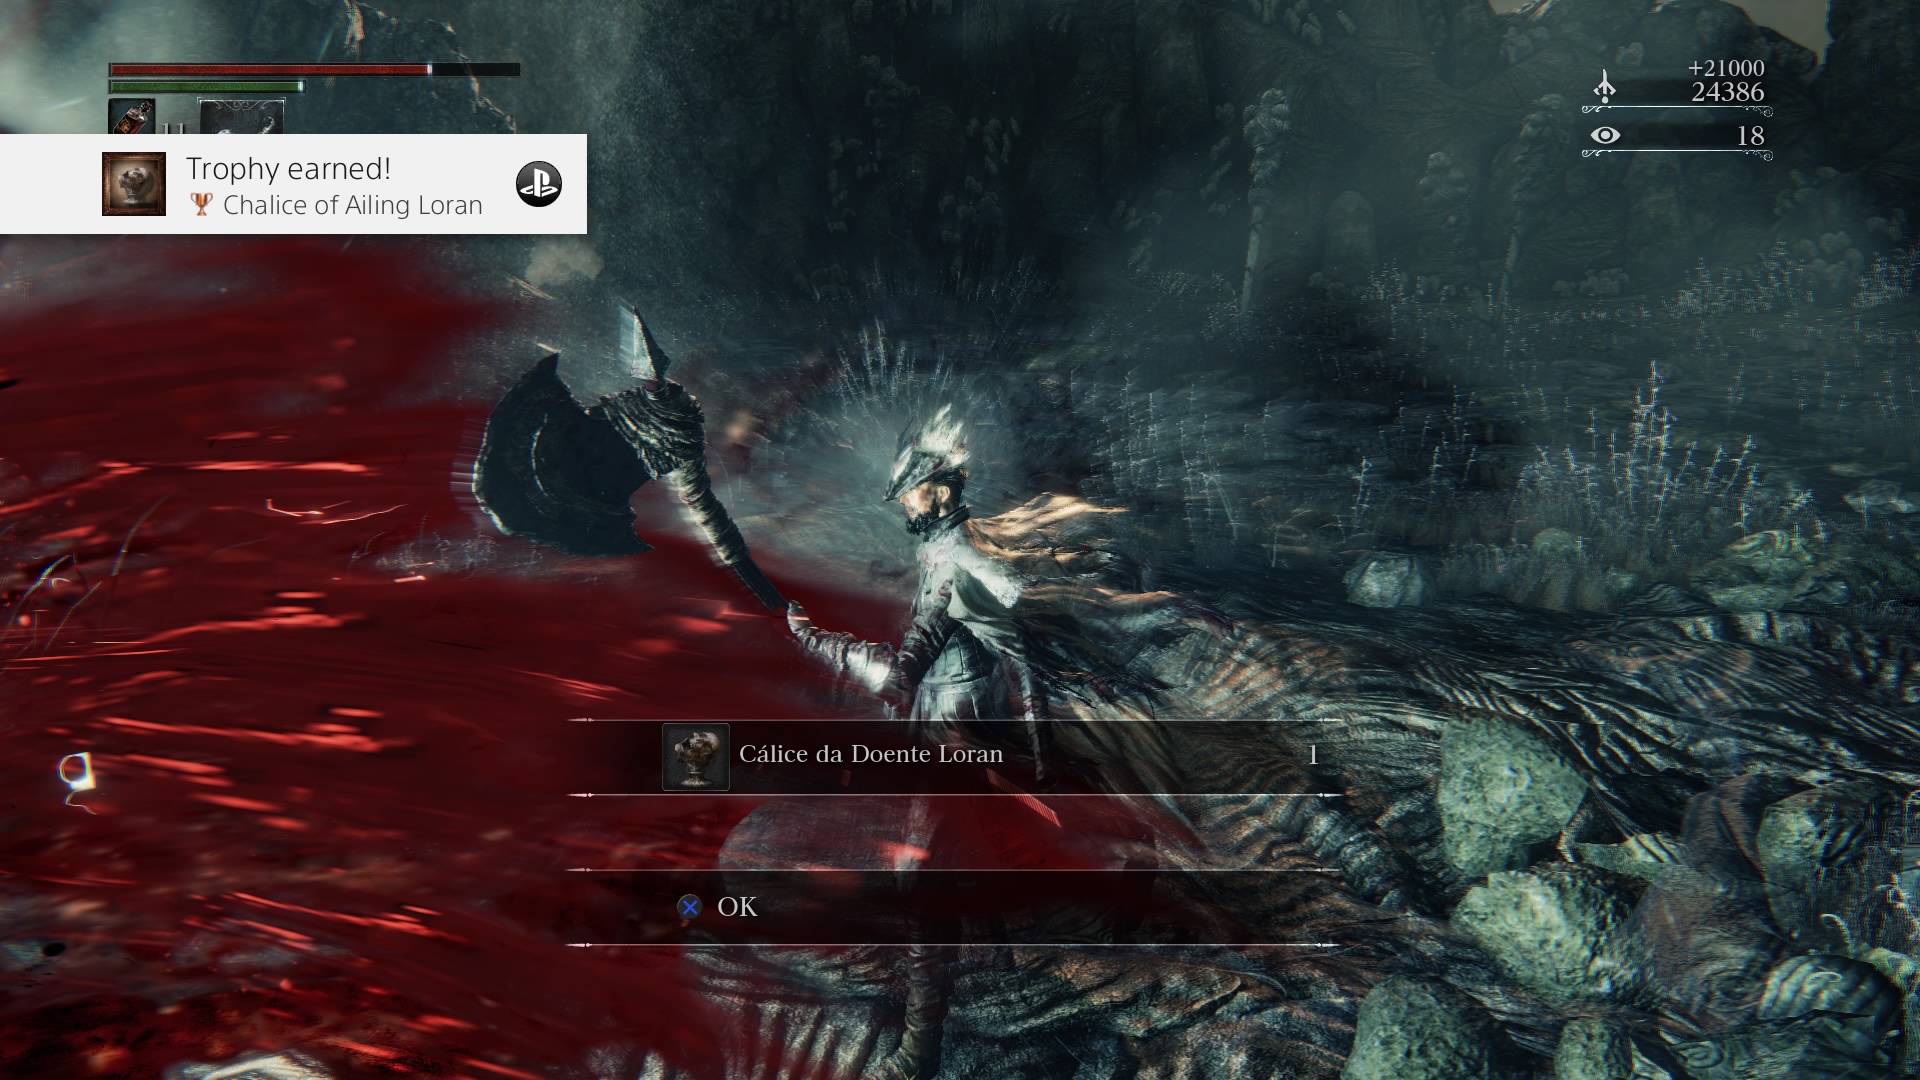 +21000
24386
18
Trophy earned!
Chalice of Ailing Loran
Cálice da Doente Loran
1
OK